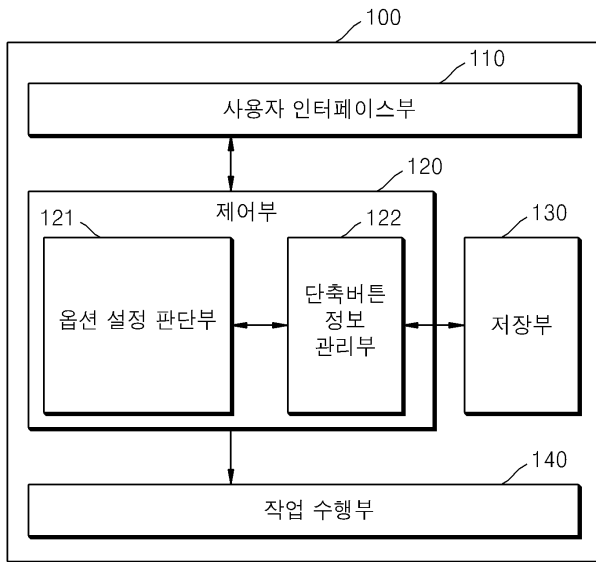 100
110
사용자 인터페이스부
120
제어부
121
122
130
옵션 설정 판단부
단축버튼
정보
관리부
저장부
140
작업 수행부